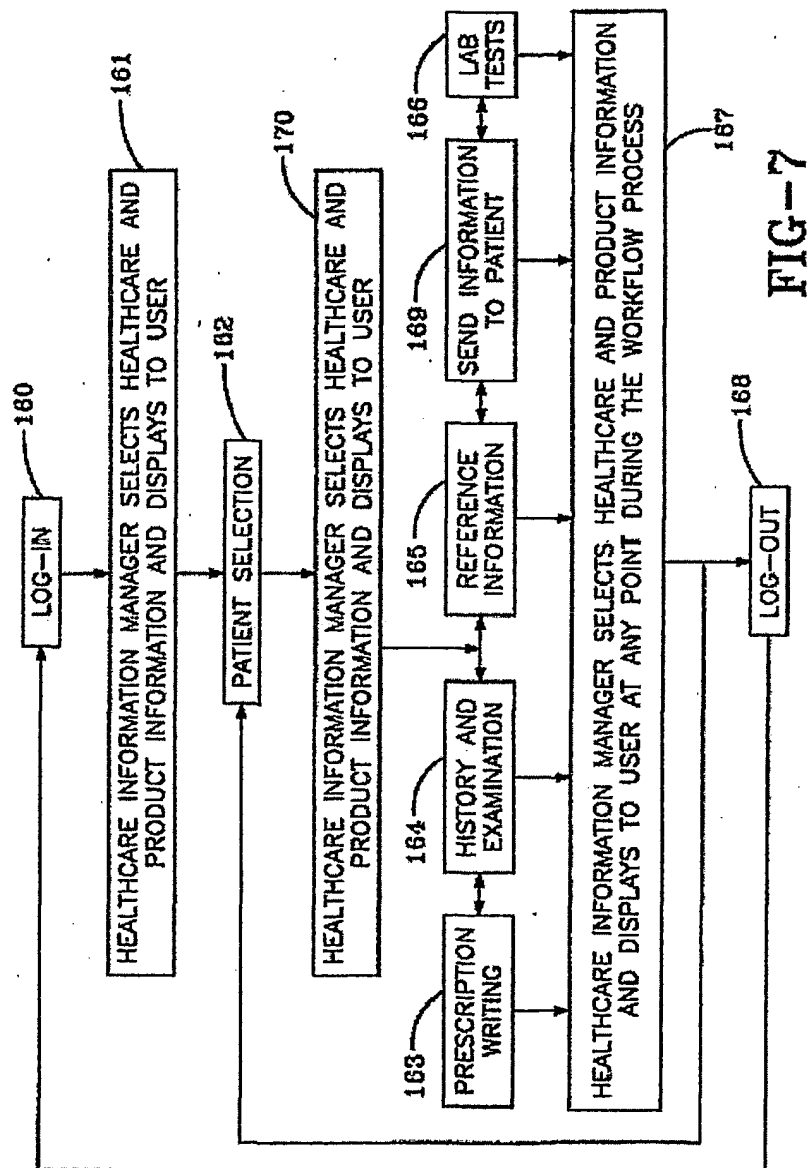 LOG-IN
160
HEALTHCARE INFORMATION MANAGER SELECTS HEALTHCARE AND
PRODUCT INFORMATION AND DISPLAYS TO USER
161
PATIENT SELECTION
162
HEALTHCARE INFORMATION MANAGER SELECTS HEALTHCARE AND
PRODUCT INFORMATION AND DISPLAYS TO USER
170
163
PRESCRIPTION
WRITING
164
HISTORY AND
EXAMINATION
165
REFERENCE
INFORMATION
169
SEND INFORMATION
TO PATIENT
166
LAB
TESTS
HEALTHCARE INFORMATION MANAGER SELECTS HEALTHCARE AND PRODUCT INFORMATION
AND DISPLAYS TO USER AT ANY POINT DURING THE WORKFLOW PROCESS
167
LOG-OUT
168
FIG-7